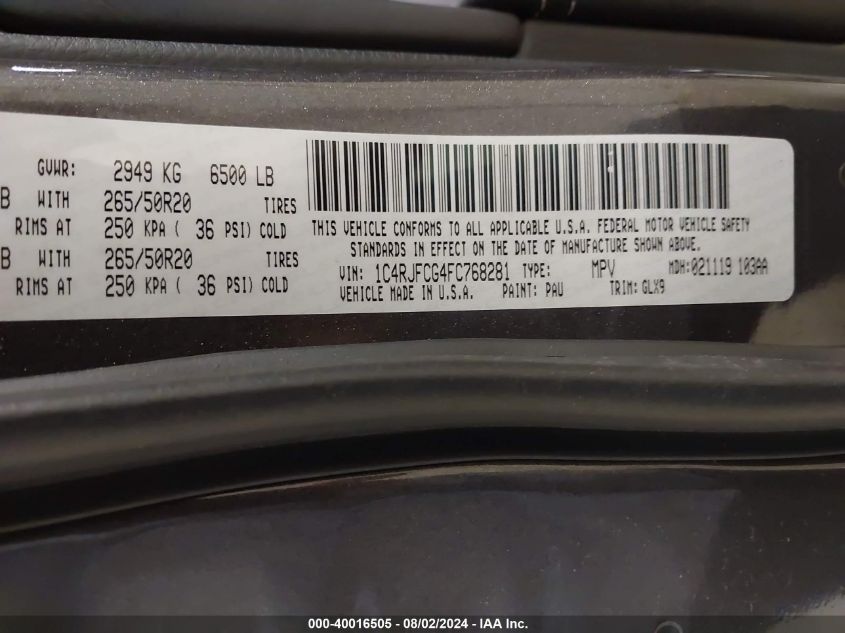 GVWR: 2949 KG 6500 LB
B WITH 265/50R20 TIRES
RIMS AT 250 KPA ( 36 PSI) COLD
B WITH 265/50R20 TIRES
RIMS AT 250 KPA ( 36 PSI) COLD
THIS VEHICLE CONFORMS TO ALL APPLICABLE U.S.A. FEDERAL MOTOR VEHICLE SAFETY
STANDARDS IN EFFECT ON THE DATE OF MANUFACTURE SHOWN ABOVE.
VIN: 1C4RJFCG4FC768281 TYPE: MPV MDH:021119 103AA
VEHICLE MADE IN U.S.A. PAINT: PAU TRIM: GLX9
000-40016505 - 08/02/2024 - IAA Inc.